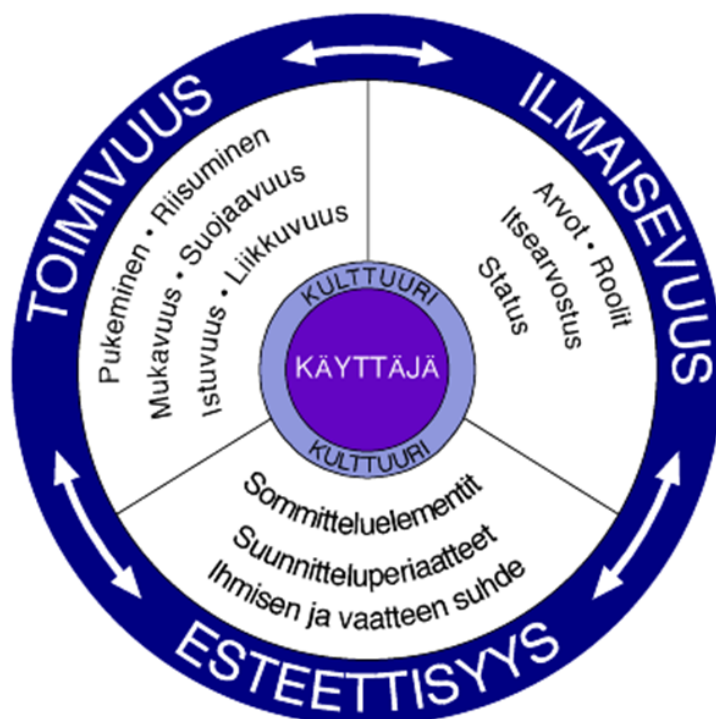 TOIMIVUUS
Pukeminen • Riisuminen
Mukavuus • Suojaavuus
Istuvuus • Liikkuvuus
ILMAISEVUUS
Arvot • Roolit
Itsearvostus
Status
KULTTUURI
KÄYTTÄJÄ
KULTTUURI
Sommitteluelementit
Suunnitteluperiaatteet
Ihmisen ja vaatteen suhde
ESTEETTISYYS